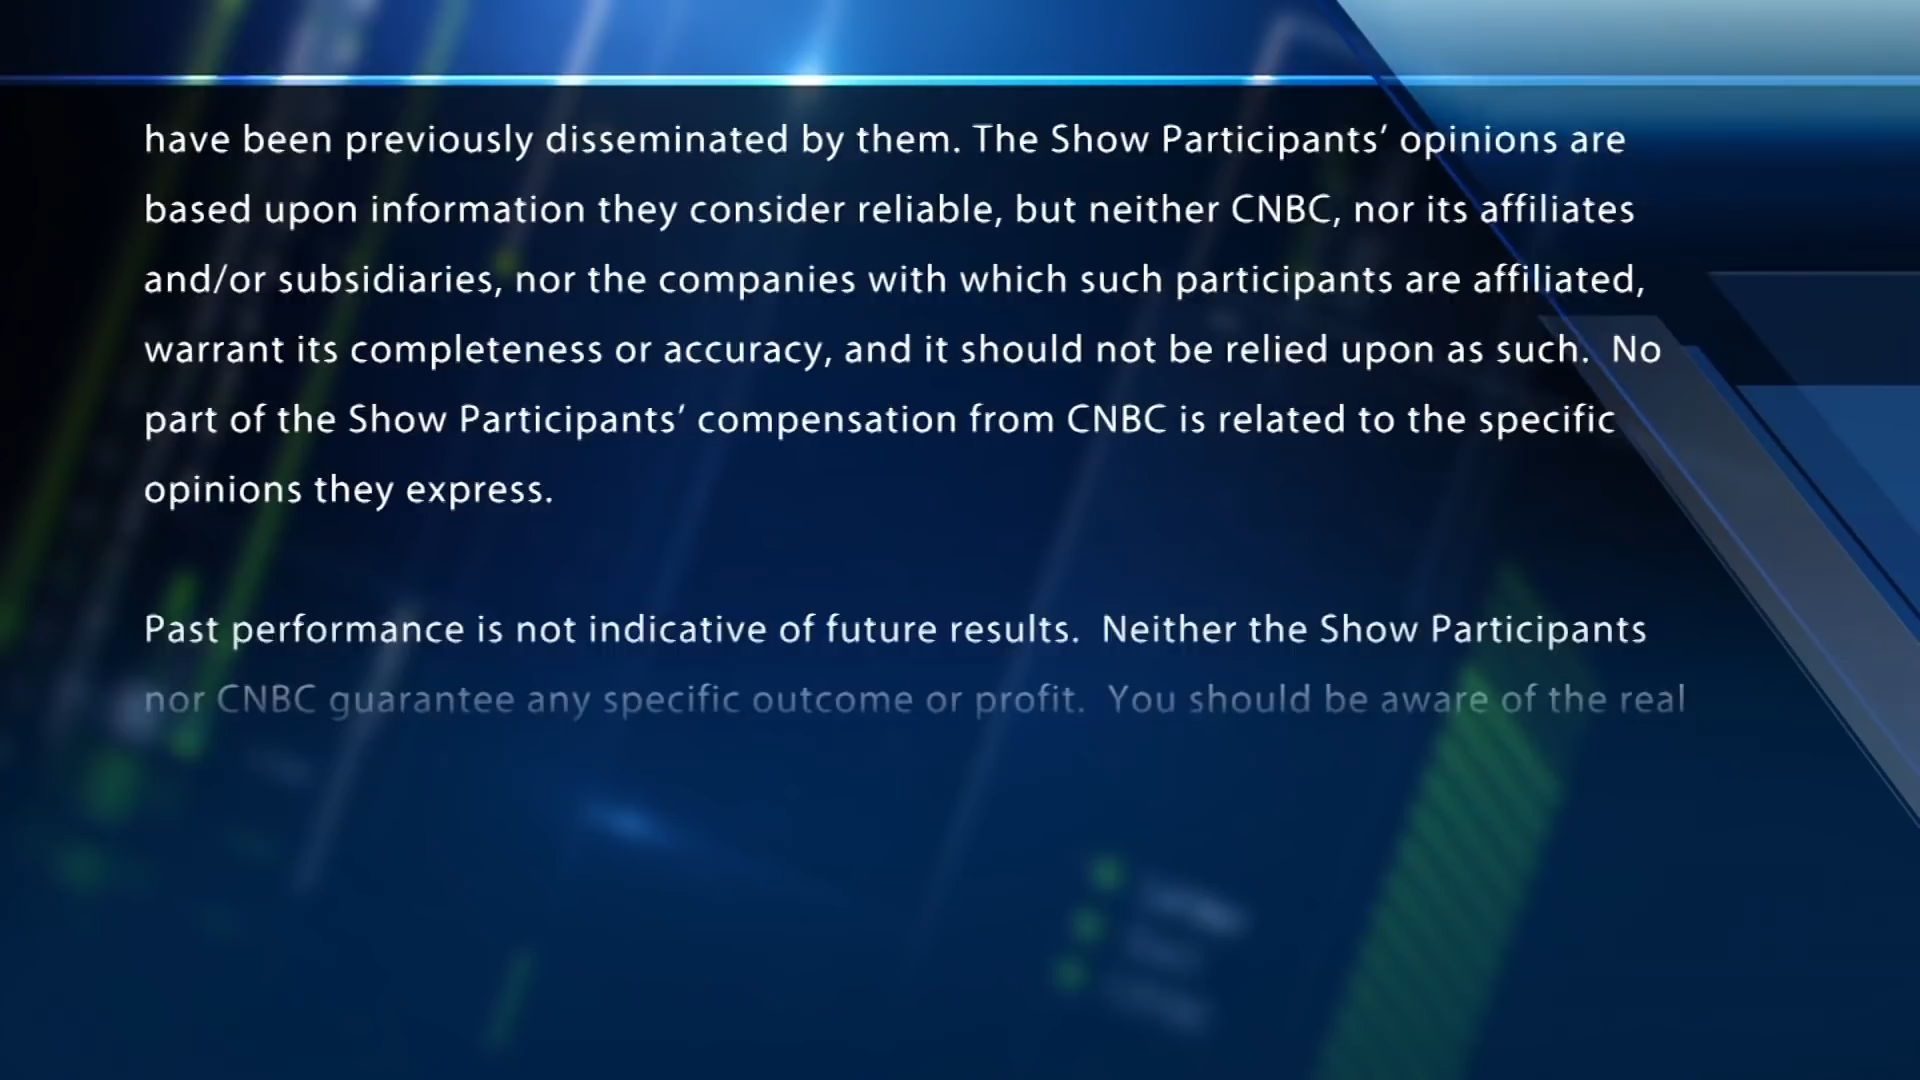 have been previously disseminated by them. The Show Participants’ opinions are
based upon information they consider reliable, but neither CNBC, nor its affiliates
and/or subsidiaries, nor the companies with which such participants are affiliated,
warrant its completeness or accuracy, and it should not be relied upon as such.  No
part of the Show Participants’ compensation from CNBC is related to the specific
opinions they express.
Past performance is not indicative of future results.  Neither the Show Participants
nor CNBC guarantee any specific outcome or profit.  You should be aware of the real